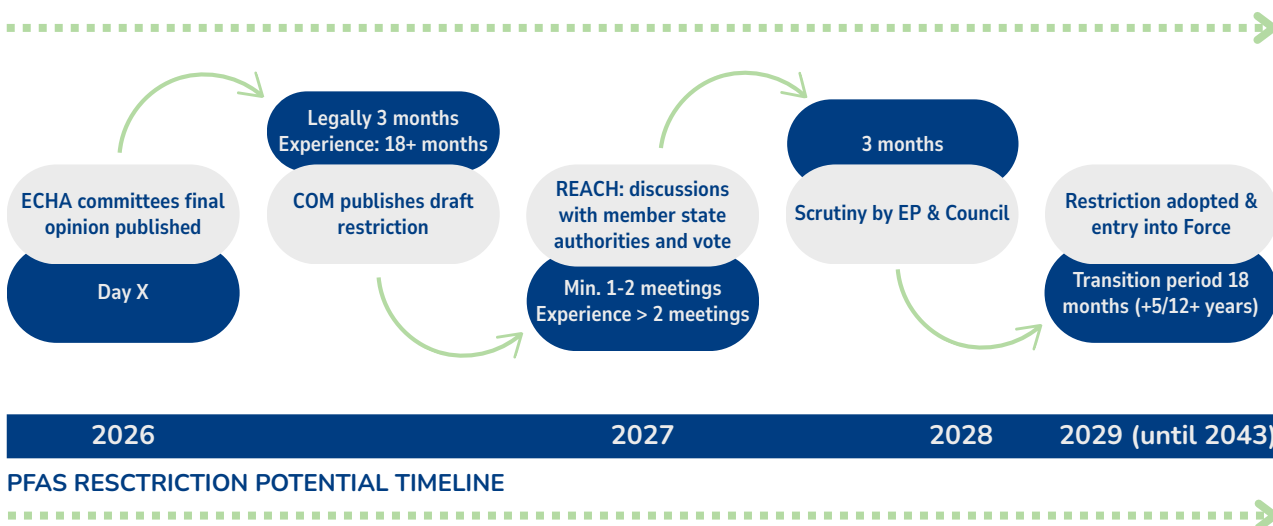 Legally 3 months
Experience: 18+ months
3 months
ECHA committees final
opinion published
COM publishes draft
restriction
REACH: discussions
with member state
authorities and vote
Scrutiny by EP & Council
Restriction adopted &
entry into Force
Day X
Min. 1-2 meetings
Experience > 2 meetings
Transition period 18
months (+5/12+ years)
2026
2027
2028
2029 (until 2043)
PFAS RESCTRICTION POTENTIAL TIMELINE